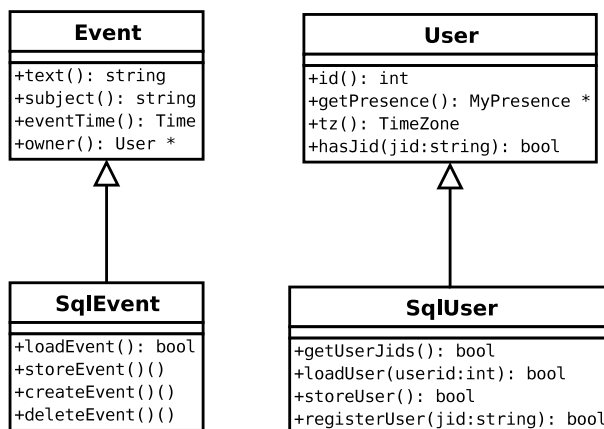 Event
+text(): string
+subject(): string
+eventTime(): Time
+owner(): User *
User
+id(): int
+getPresence(): MyPresence *
+tz(): TimeZone
+hasJid(jid:string): bool
SqlEvent
+loadEvent(): bool
+storeEvent()()
+createEvent()()
+deleteEvent()()
SqlUser
+getUserJids(): bool
+loadUser(userid:int): bool
+storeUser(): bool
+registerUser(jid:string): bool